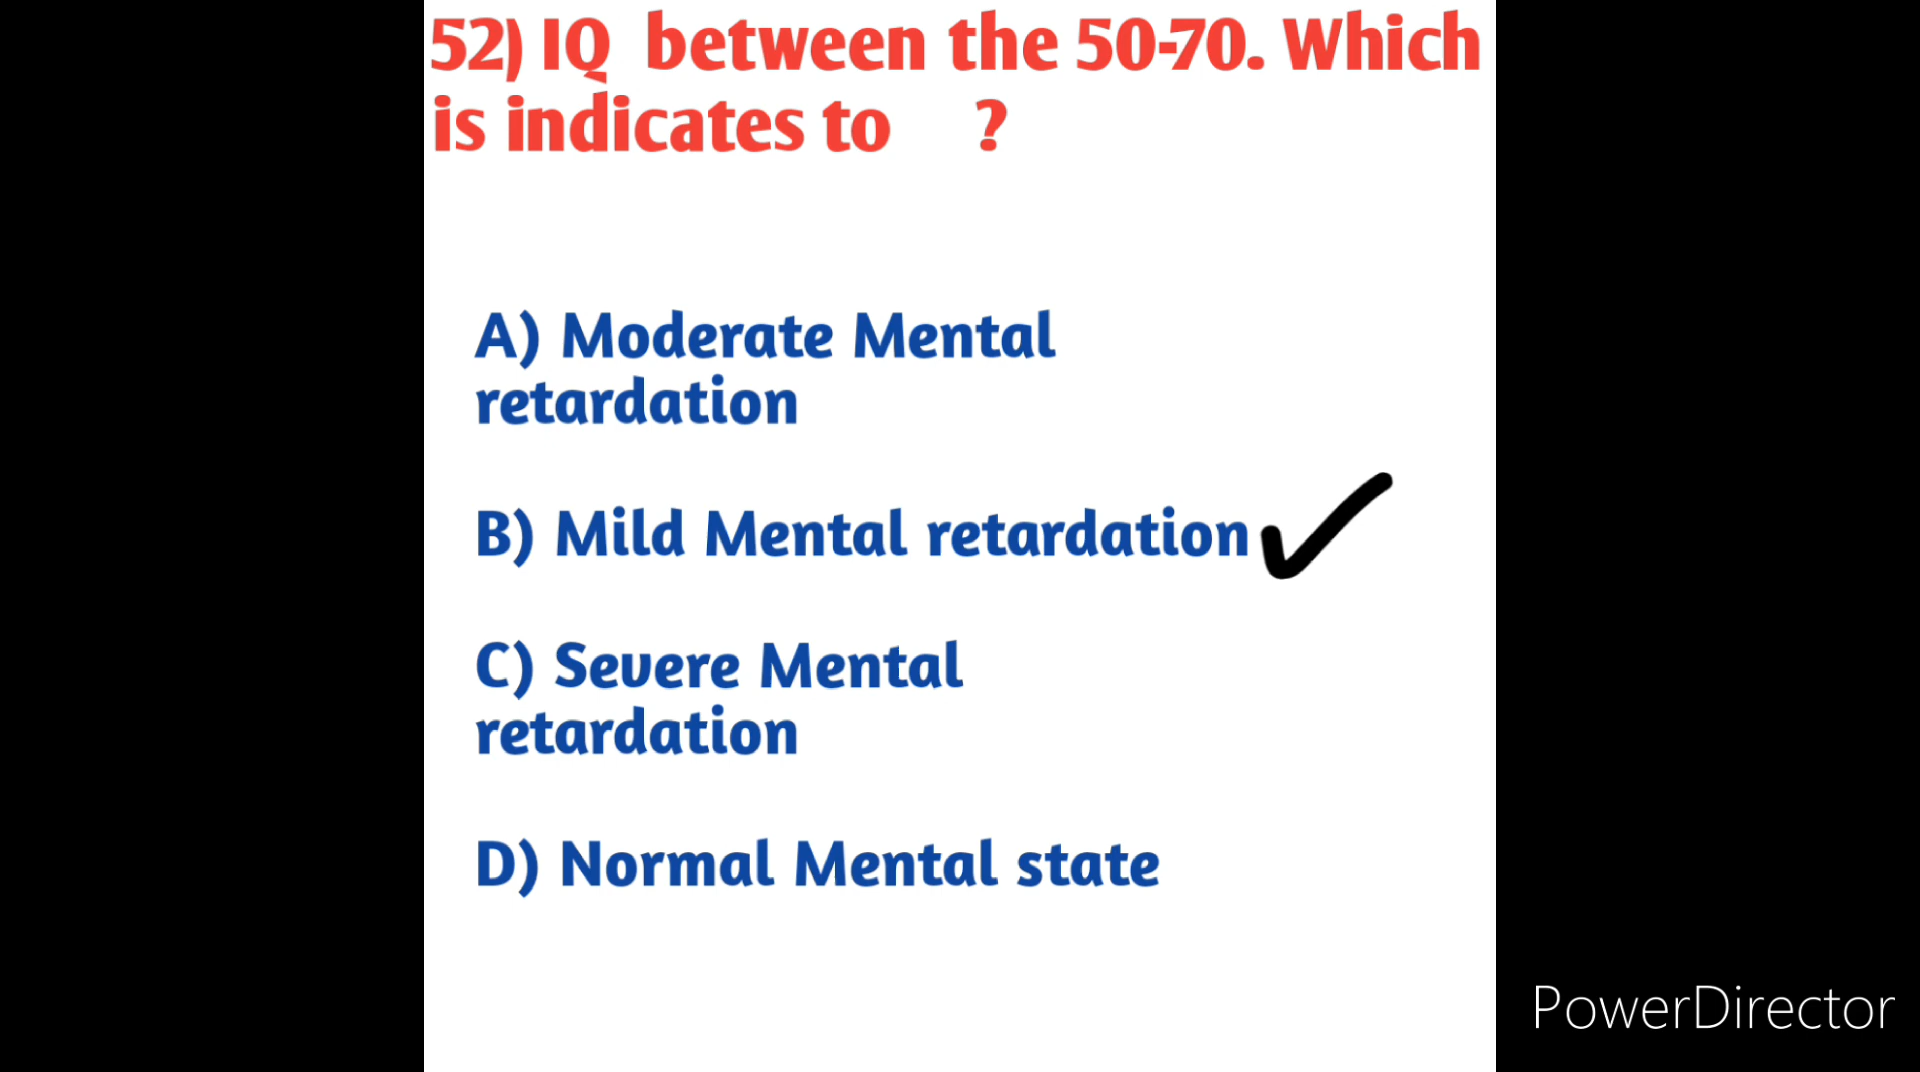 52) IQ between the 50-70. Which
is indicates to ?
A) Moderate Mental
retardation
B) Mild Mental retardation
C) Severe Mental
retardation
D) Normal Mental state
PowerDirector